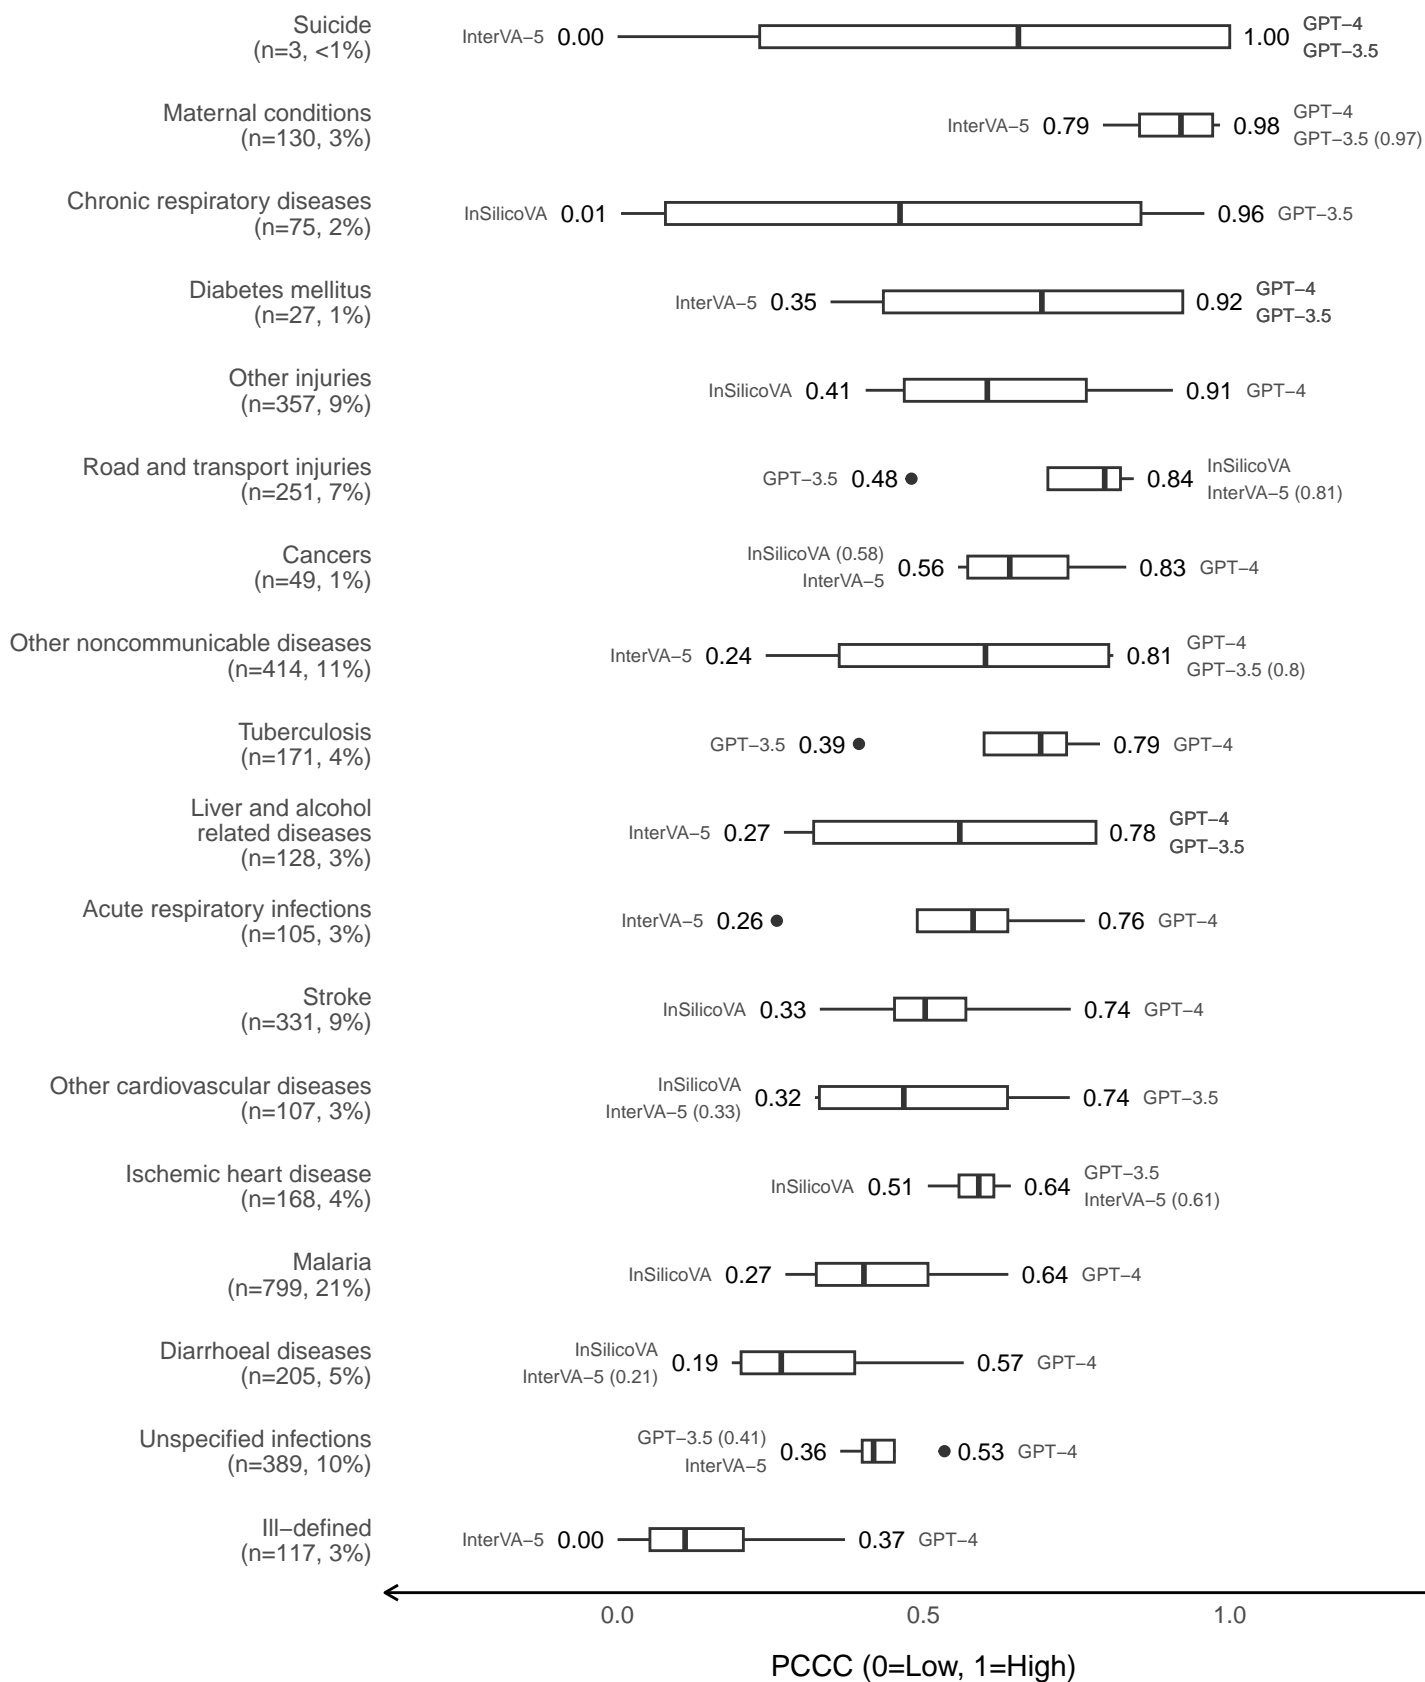 Suicide
(n=3, <1%)
InterVA−5 0.00
1.00 GPT−4
GPT−3.5
Maternal conditions
(n=130, 3%)
InterVA−5 0.79
0.98 GPT−4
GPT−3.5 (0.97)
Chronic respiratory diseases
(n=75, 2%)
InSilicoVA 0.01
0.96 GPT−3.5
Diabetes mellitus
(n=27, 1%)
InterVA−5 0.35
0.92 GPT−4
GPT−3.5
Other injuries
(n=357, 9%)
InSilicoVA 0.41
0.91 GPT−4
Road and transport injuries
(n=251, 7%)
GPT−3.5 0.48
0.84 InSilicoVA
InterVA−5 (0.81)
Cancers
(n=49, 1%)
InSilicoVA (0.58)
InterVA−5 0.56
0.83 GPT−4
Other noncommunicable diseases
(n=414, 11%)
InterVA−5 0.24
0.81 GPT−4
GPT−3.5 (0.8)
Tuberculosis
(n=171, 4%)
GPT−3.5 0.39
0.79 GPT−4
Liver and alcohol
related diseases
(n=128, 3%)
InterVA−5 0.27
0.78 GPT−4
GPT−3.5
Acute respiratory infections
(n=105, 3%)
InterVA−5 0.26
0.76 GPT−4
Stroke
(n=331, 9%)
InSilicoVA 0.33
0.74 GPT−4
Other cardiovascular diseases
(n=107, 3%)
InSilicoVA
InterVA−5 (0.33) 0.32
0.74 GPT−3.5
Ischemic heart disease
(n=168, 4%)
InSilicoVA 0.51
0.64 GPT−3.5
InterVA−5 (0.61)
Malaria
(n=799, 21%)
InSilicoVA 0.27
0.64 GPT−4
Diarrhoeal diseases
(n=205, 5%)
InSilicoVA
InterVA−5 (0.21) 0.19
0.57 GPT−4
Unspecified infections
(n=389, 10%)
GPT−3.5 (0.41)
InterVA−5 0.36
0.53 GPT−4
Ill−defined
(n=117, 3%)
InterVA−5 0.00
0.37 GPT−4
0.0 0.5 1.0
PCCC (0=Low, 1=High)